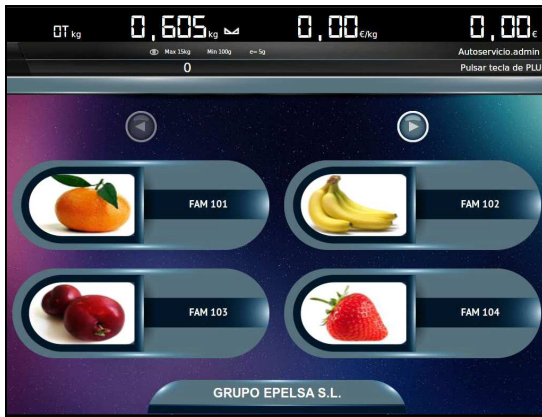 0T kg 0,605 kg 0,00 €/kg 0,00 €
Max 15kg Min 100g e= 5g Autoservicio.admin
0 Pulsar tecla de PLU
FAM 101 FAM 102
FAM 103 FAM 104
GRUPO EPELSA S.L.